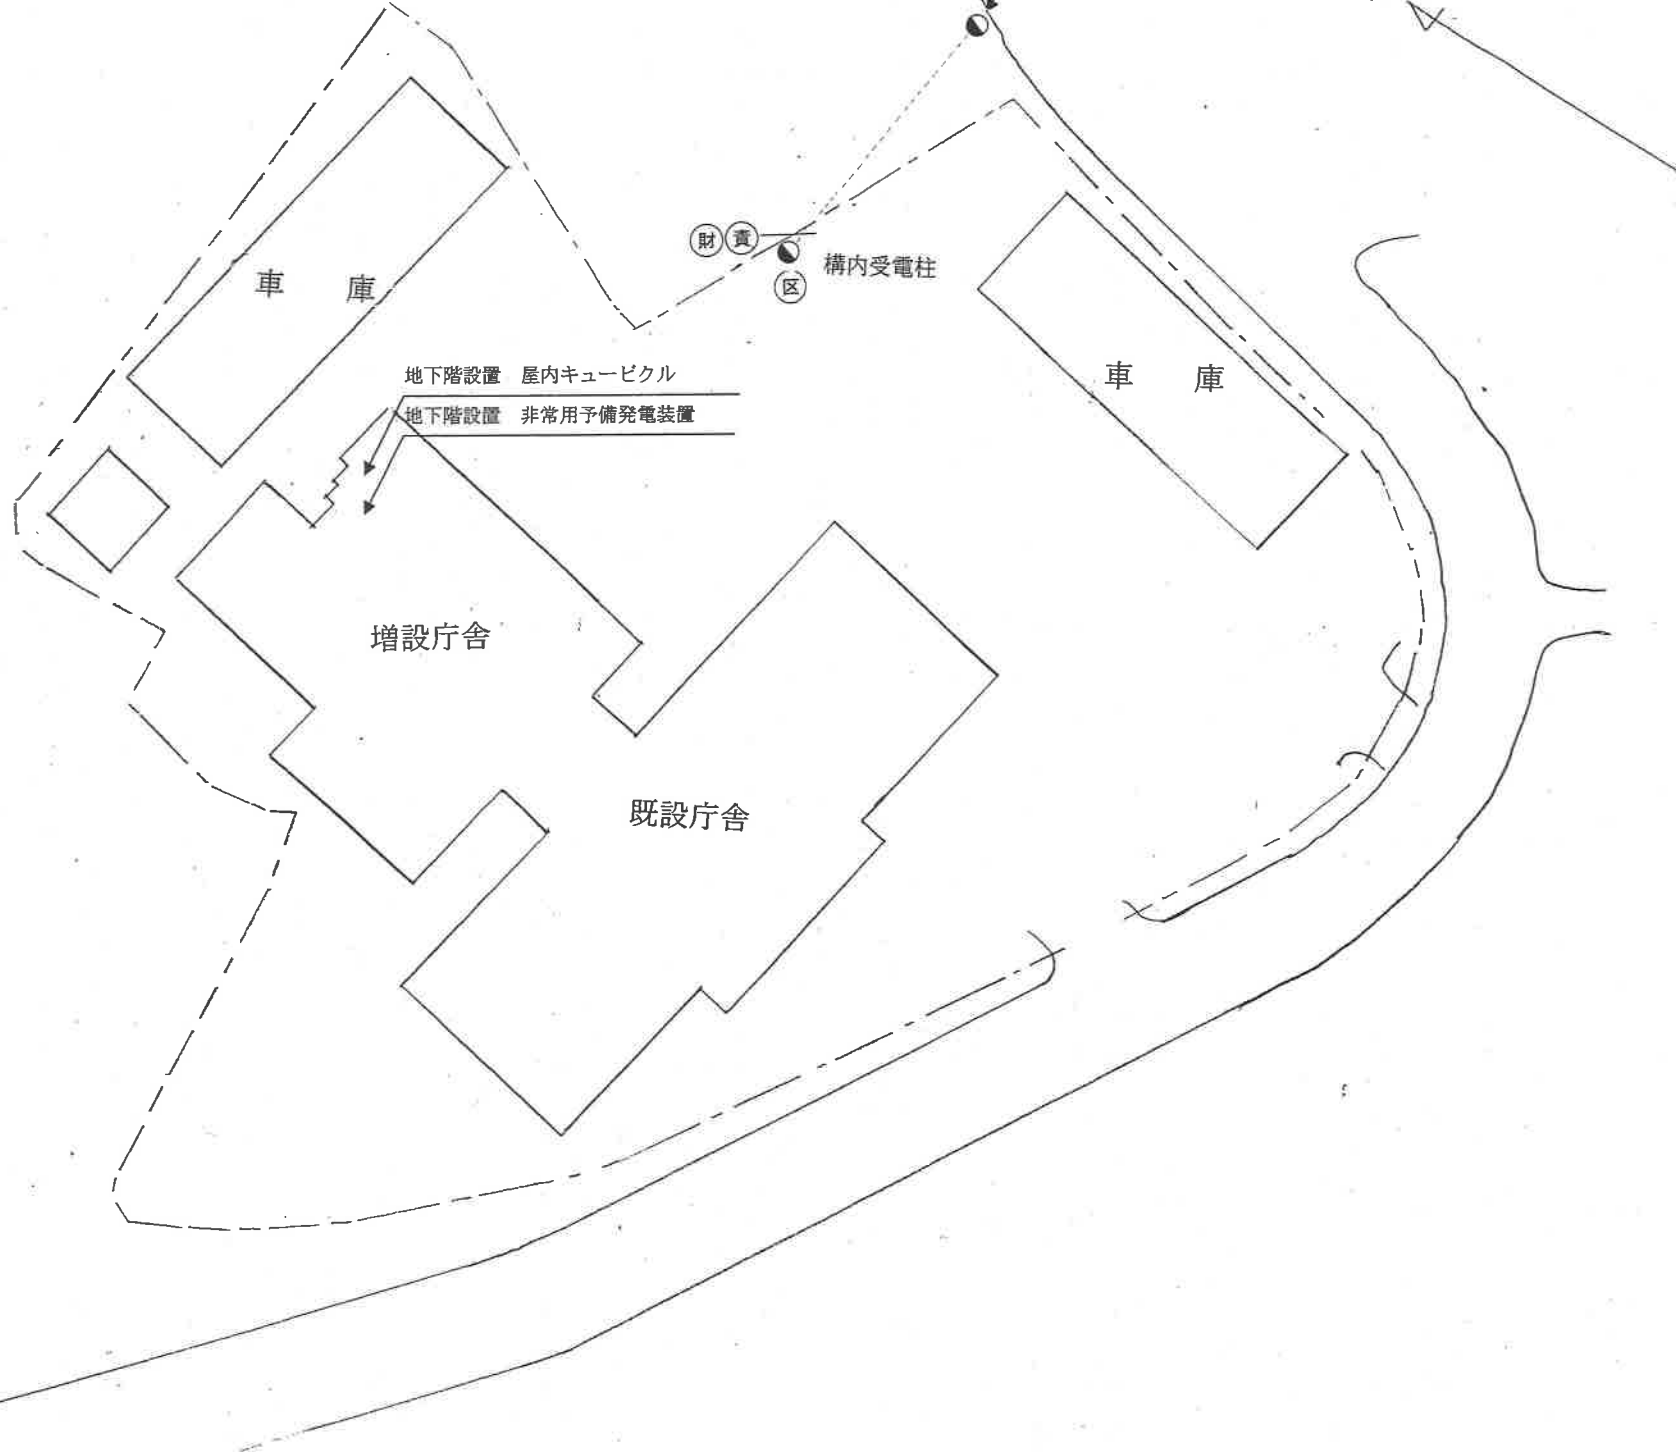 財 責
構内受電柱
区
車 庫
地下階設置 屋内キュービクル
地下階設置 非常用予備発電装置
車 庫
増設庁舎
既設庁舎